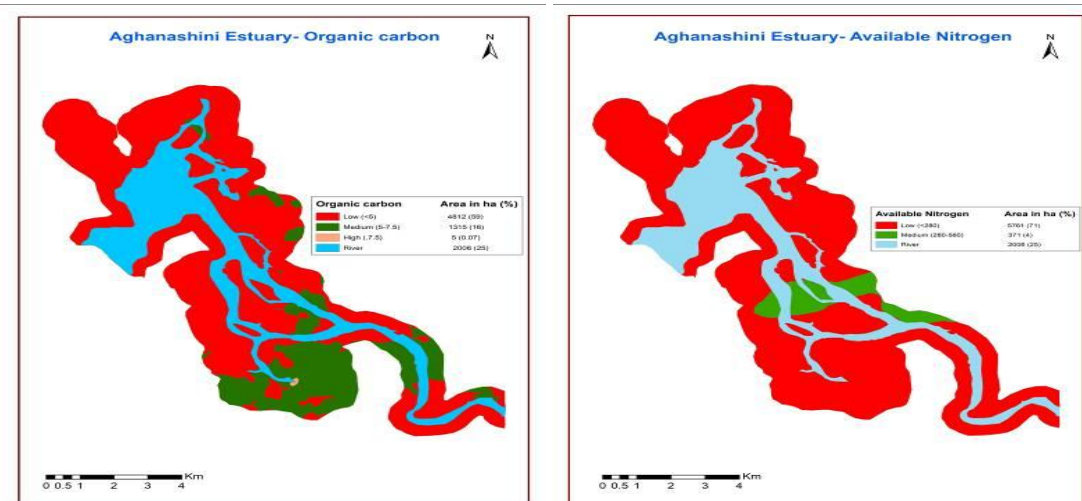 Aghanashini Estuary- Organic carbon
N
Organic carbon Area in ha (%)
Low (<5) 4812 (59)
Medium (5-7.5) 1315 (16)
High (.7.5) 5 (0.07)
River 2006 (25)
Km
0 0.5 1 2 3 4
Aghanashini Estuary- Available Nitrogen
N
Available Nitrogen Area in ha (%)
Low (<280) 5761 (71)
Medium (280-560) 371 (4)
River (25)
Km
0 0.5 1 2 3 4